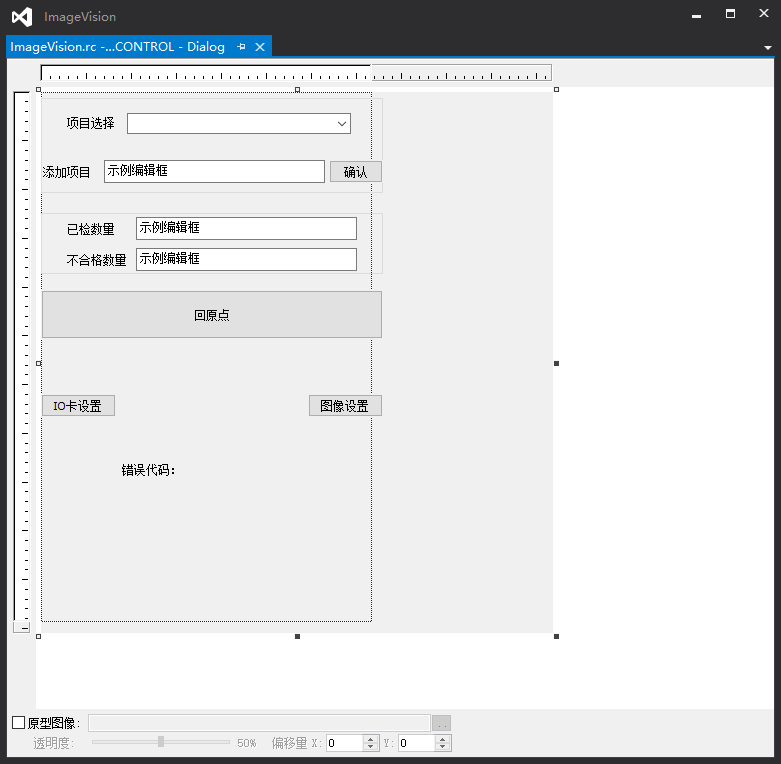 ImageVision
ImageVision.rc -...CONTROL - Dialog
项目选择
添加项目 示例编辑框 确认
已检数量 示例编辑框
不合格数量 示例编辑框
回原点
IO卡设置 图像设置
错误代码:
原型图像: ...
透明度: 50% 偏移量 X: 0 Y: 0